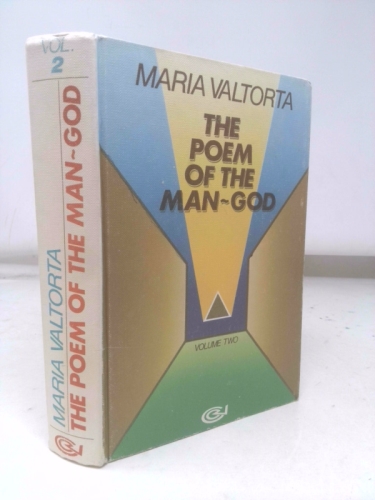 VOL.
2
MARIA VALTORTA
THE POEM OF THE MAN~GOD
MARIA VALTORTA
THE
POEM
OF THE
MAN~GOD
VOLUME TWO